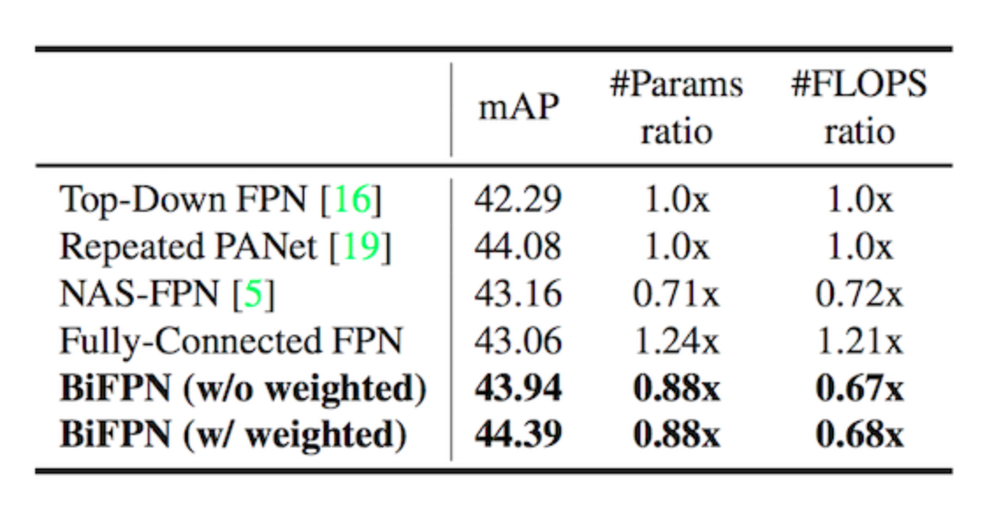 mAP #Params ratio #FLOPS ratio
Top-Down FPN [16] 42.29 1.0x 1.0x
Repeated PANet [19] 44.08 1.0x 1.0x
NAS-FPN [5] 43.16 0.71x 0.72x
Fully-Connected FPN 43.06 1.24x 1.21x
BiFPN (w/o weighted) 43.94 0.88x 0.67x
BiFPN (w/ weighted) 44.39 0.88x 0.68x